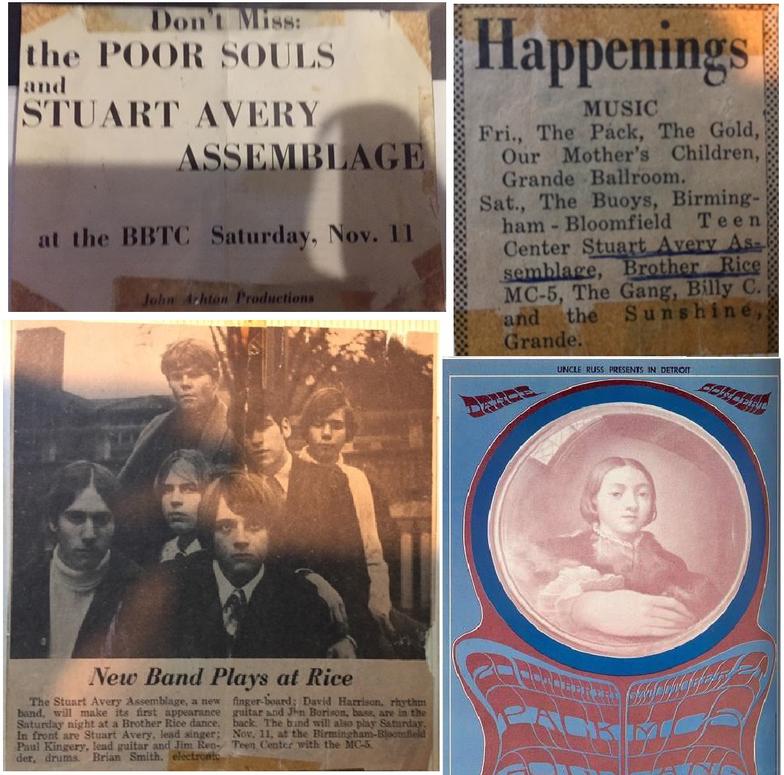 Don't Miss:
the POOR SOULS
and
STUART AVERY
ASSEMBLAGE
at the BBTC Saturday, Nov. 11
John Ashton Productions
Happenings
MUSIC
Fri., The Pack, The Gold,
Our Mother's Children,
Grande Ballroom.
Sat., The Buoys, Birming-
ham - Bloomfield Teen
Center Stuart Avery As-
semblage, Brother Rice
MC-5, The Gang, Billy C.
and the Sunshine,
Grande.
New Band Plays at Rice
The Stuart Avery Assemblage, a new
band, will make its first appearance
Saturday night at a Brother Rice dance.
In front are Stuart Avery, lead singer;
Paul Kingery, lead guitar and Jim Ren-
der, drums. Brian Smith, electronic
finger-board; David Harrison, rhythm
guitar and Jon Borison, bass, are in the
back. The band will also play Saturday,
Nov. 11, at the Birmingham-Bloomfield
Teen Center with the MC-5.
UNCLE RUSS PRESENTS IN DETROIT
DANCE CONCERT
PACK MC5